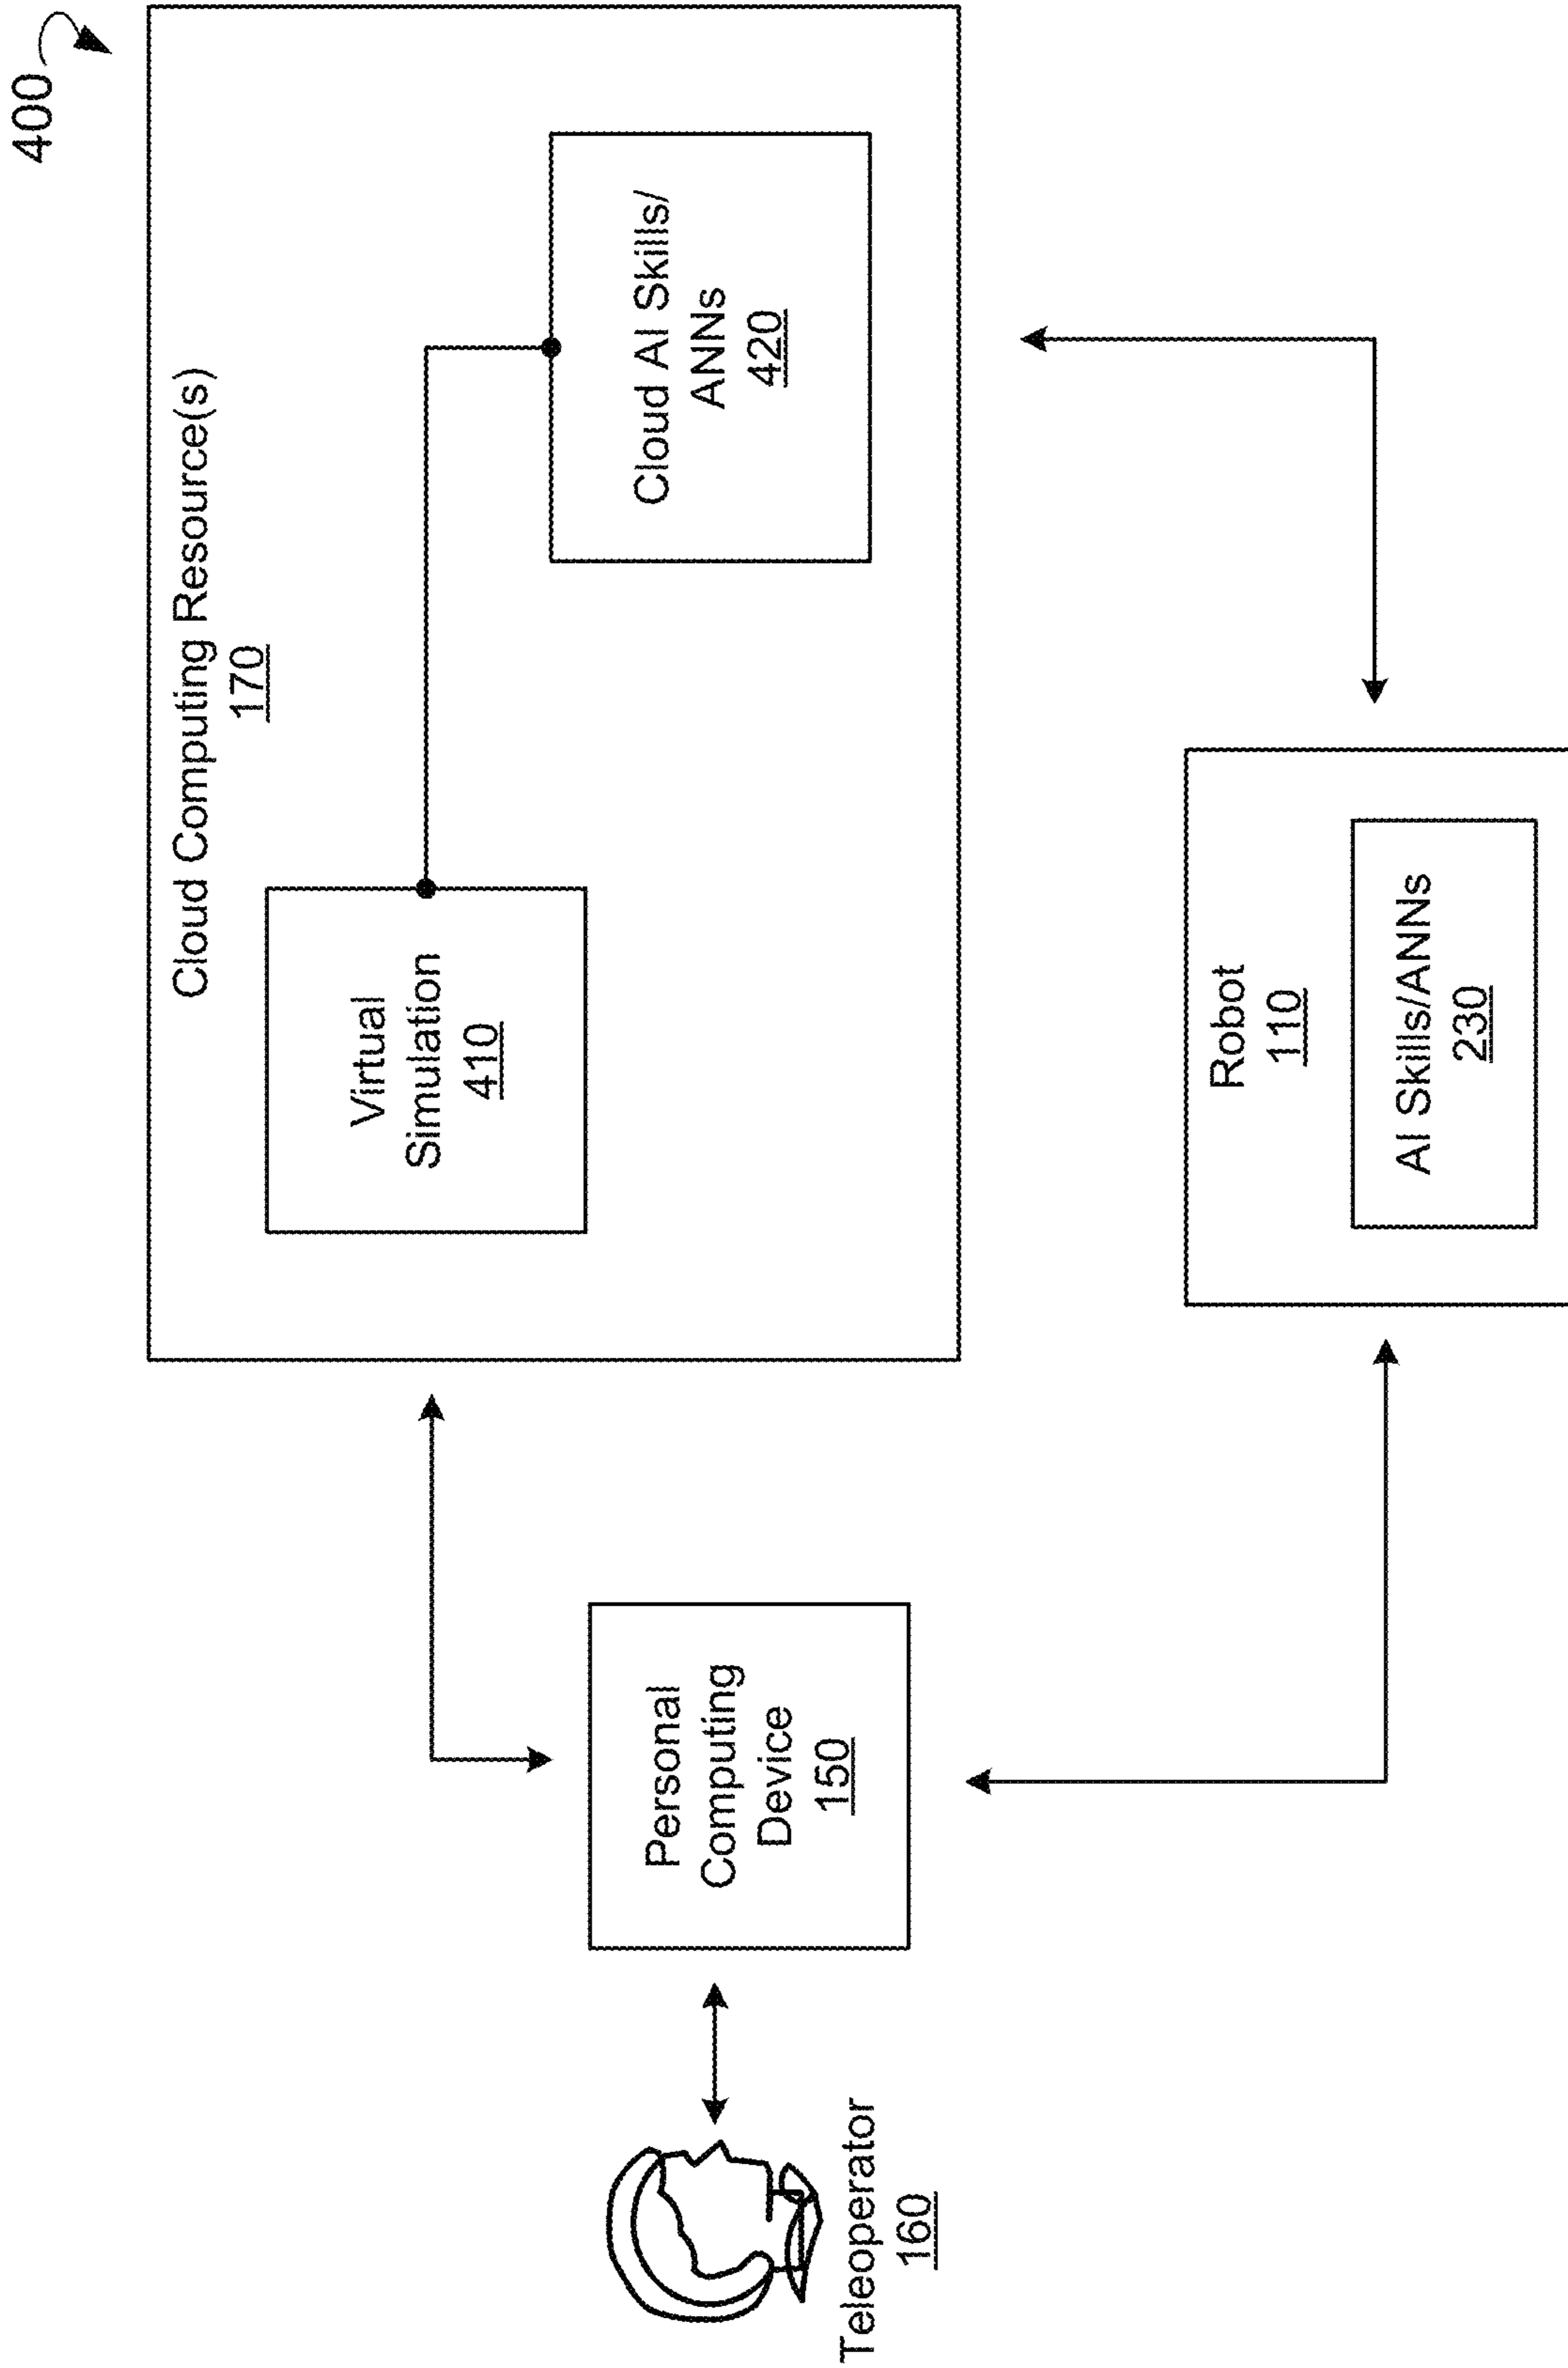 400
Cloud Computing Resource(s)
170
Virtual
Simulation
410
Cloud AI Skills/
ANNs
420
Personal
Computing
Device
150
Teleoperator
160
Robot
110
AI Skills/ANNs
230